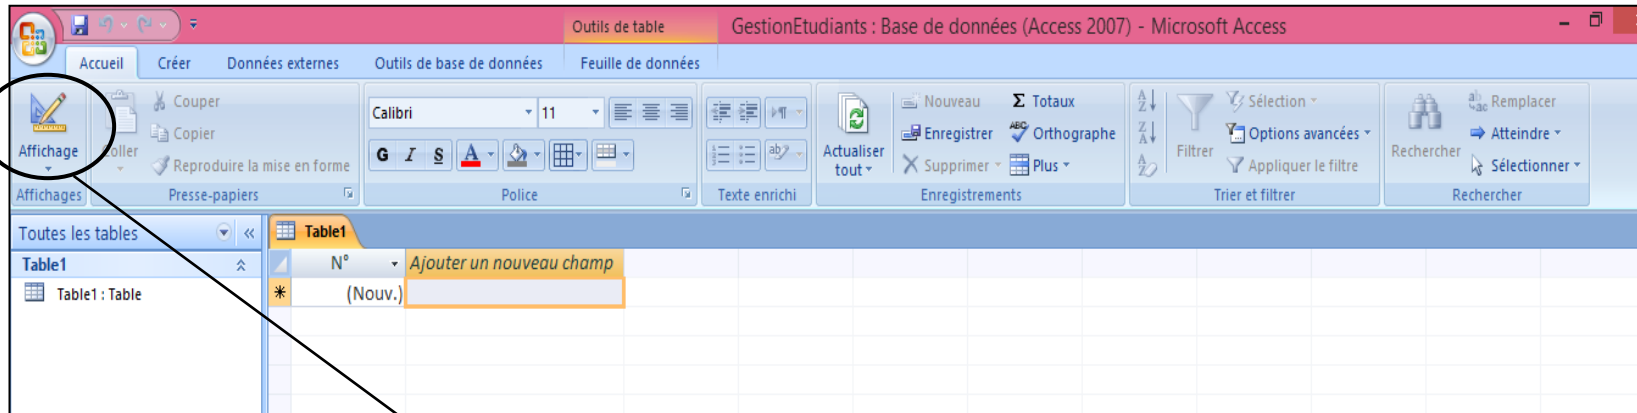 Outils de table
GestionEtudiants : Base de données (Access 2007) - Microsoft Access
Accueil Créer Données externes Outils de base de données Feuille de données
Affichage
Affichages
Coller
Couper
Copier
Reproduire la mise en forme
Presse-papiers
Calibri 11
G I S A
Police
Texte enrichi
Actualiser
tout
Nouveau
Enregistrer
Supprimer
Σ Totaux
Orthographe
Plus
Enregistrements
Filtrer
Sélection
Options avancées
Appliquer le filtre
Trier et filtrer
Rechercher
Remplacer
Atteindre
Sélectionner
Rechercher
Toutes les tables
Table1
Table1 : Table
Table1
N° Ajouter un nouveau champ
(Nouv.)